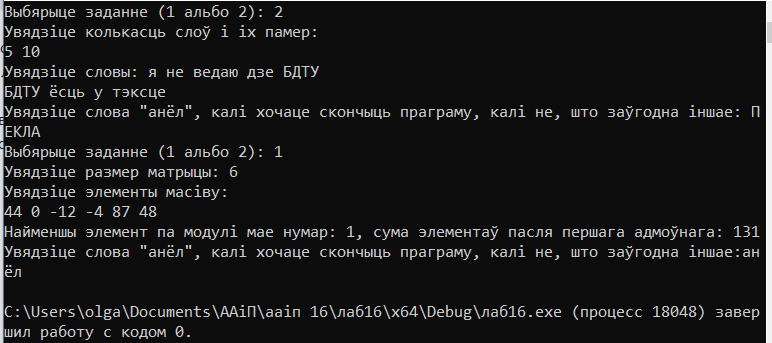 Выбярыце заданне (1 альбо 2): 2
Увядзіце колькасць слоў і іх памер:
5 10
Увядзіце словы: я не ведаю дзе БДТУ
БДТУ ёсць у тэксце
Увядзіце слова "анёл", калі хочаце скончыць праграму, калі не, што заўгодна іншае: П
ЕКЛА
Выбярыце заданне (1 альбо 2): 1
Увядзіце размер матрыцы: 6
Увядзіце элементы масіву:
44 0 -12 -4 87 48
Найменшы элемент па модулі мае нумар: 1, сума элементаў пасля першага адмоўнага: 131
Увядзіце слова "анёл", калі хочаце скончыць праграму, калі не, што заўгодна іншае:ан
ёл
C:\Users\olga\Documents\ААіП\ааіп 16\лаб16\x64\Debug\лаб16.exe (процесс 18048) завер
шил работу с кодом 0.